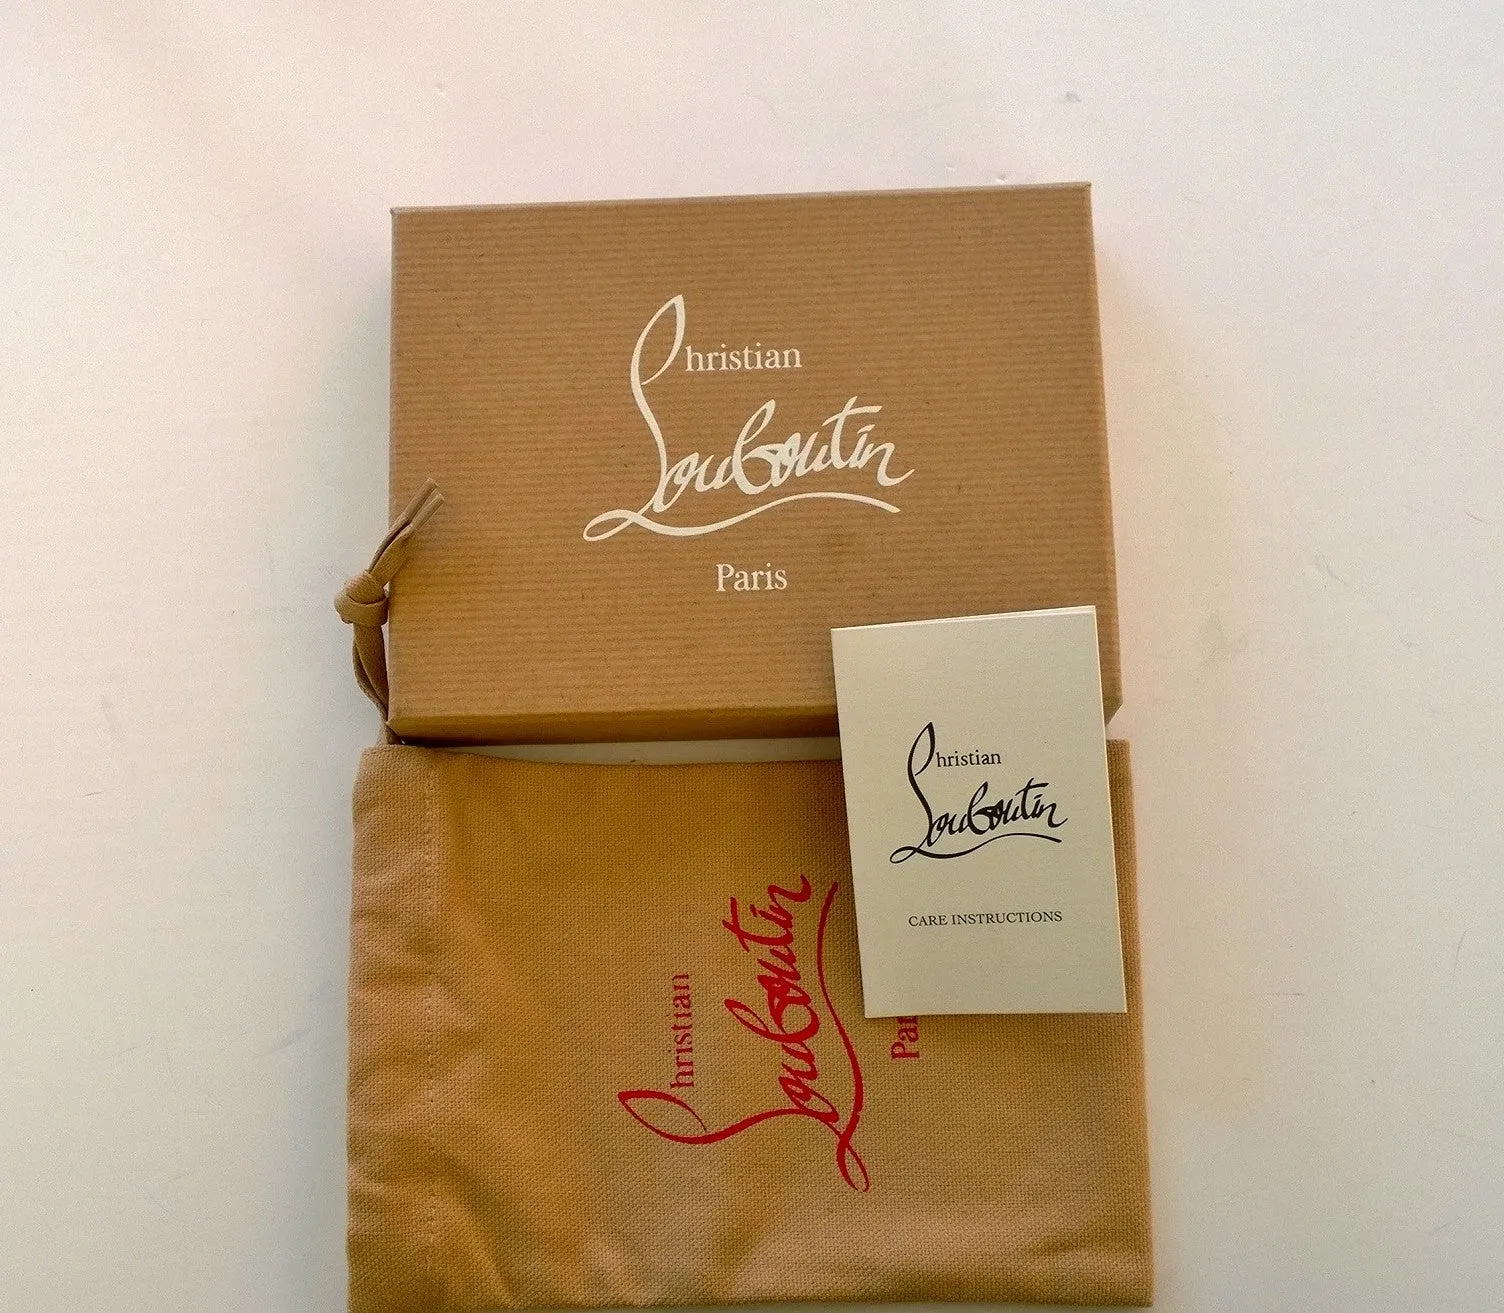 Christian
Louboutin
Paris
Christian
Louboutin
CARE INSTRUCTIONS
Christian
Louboutin